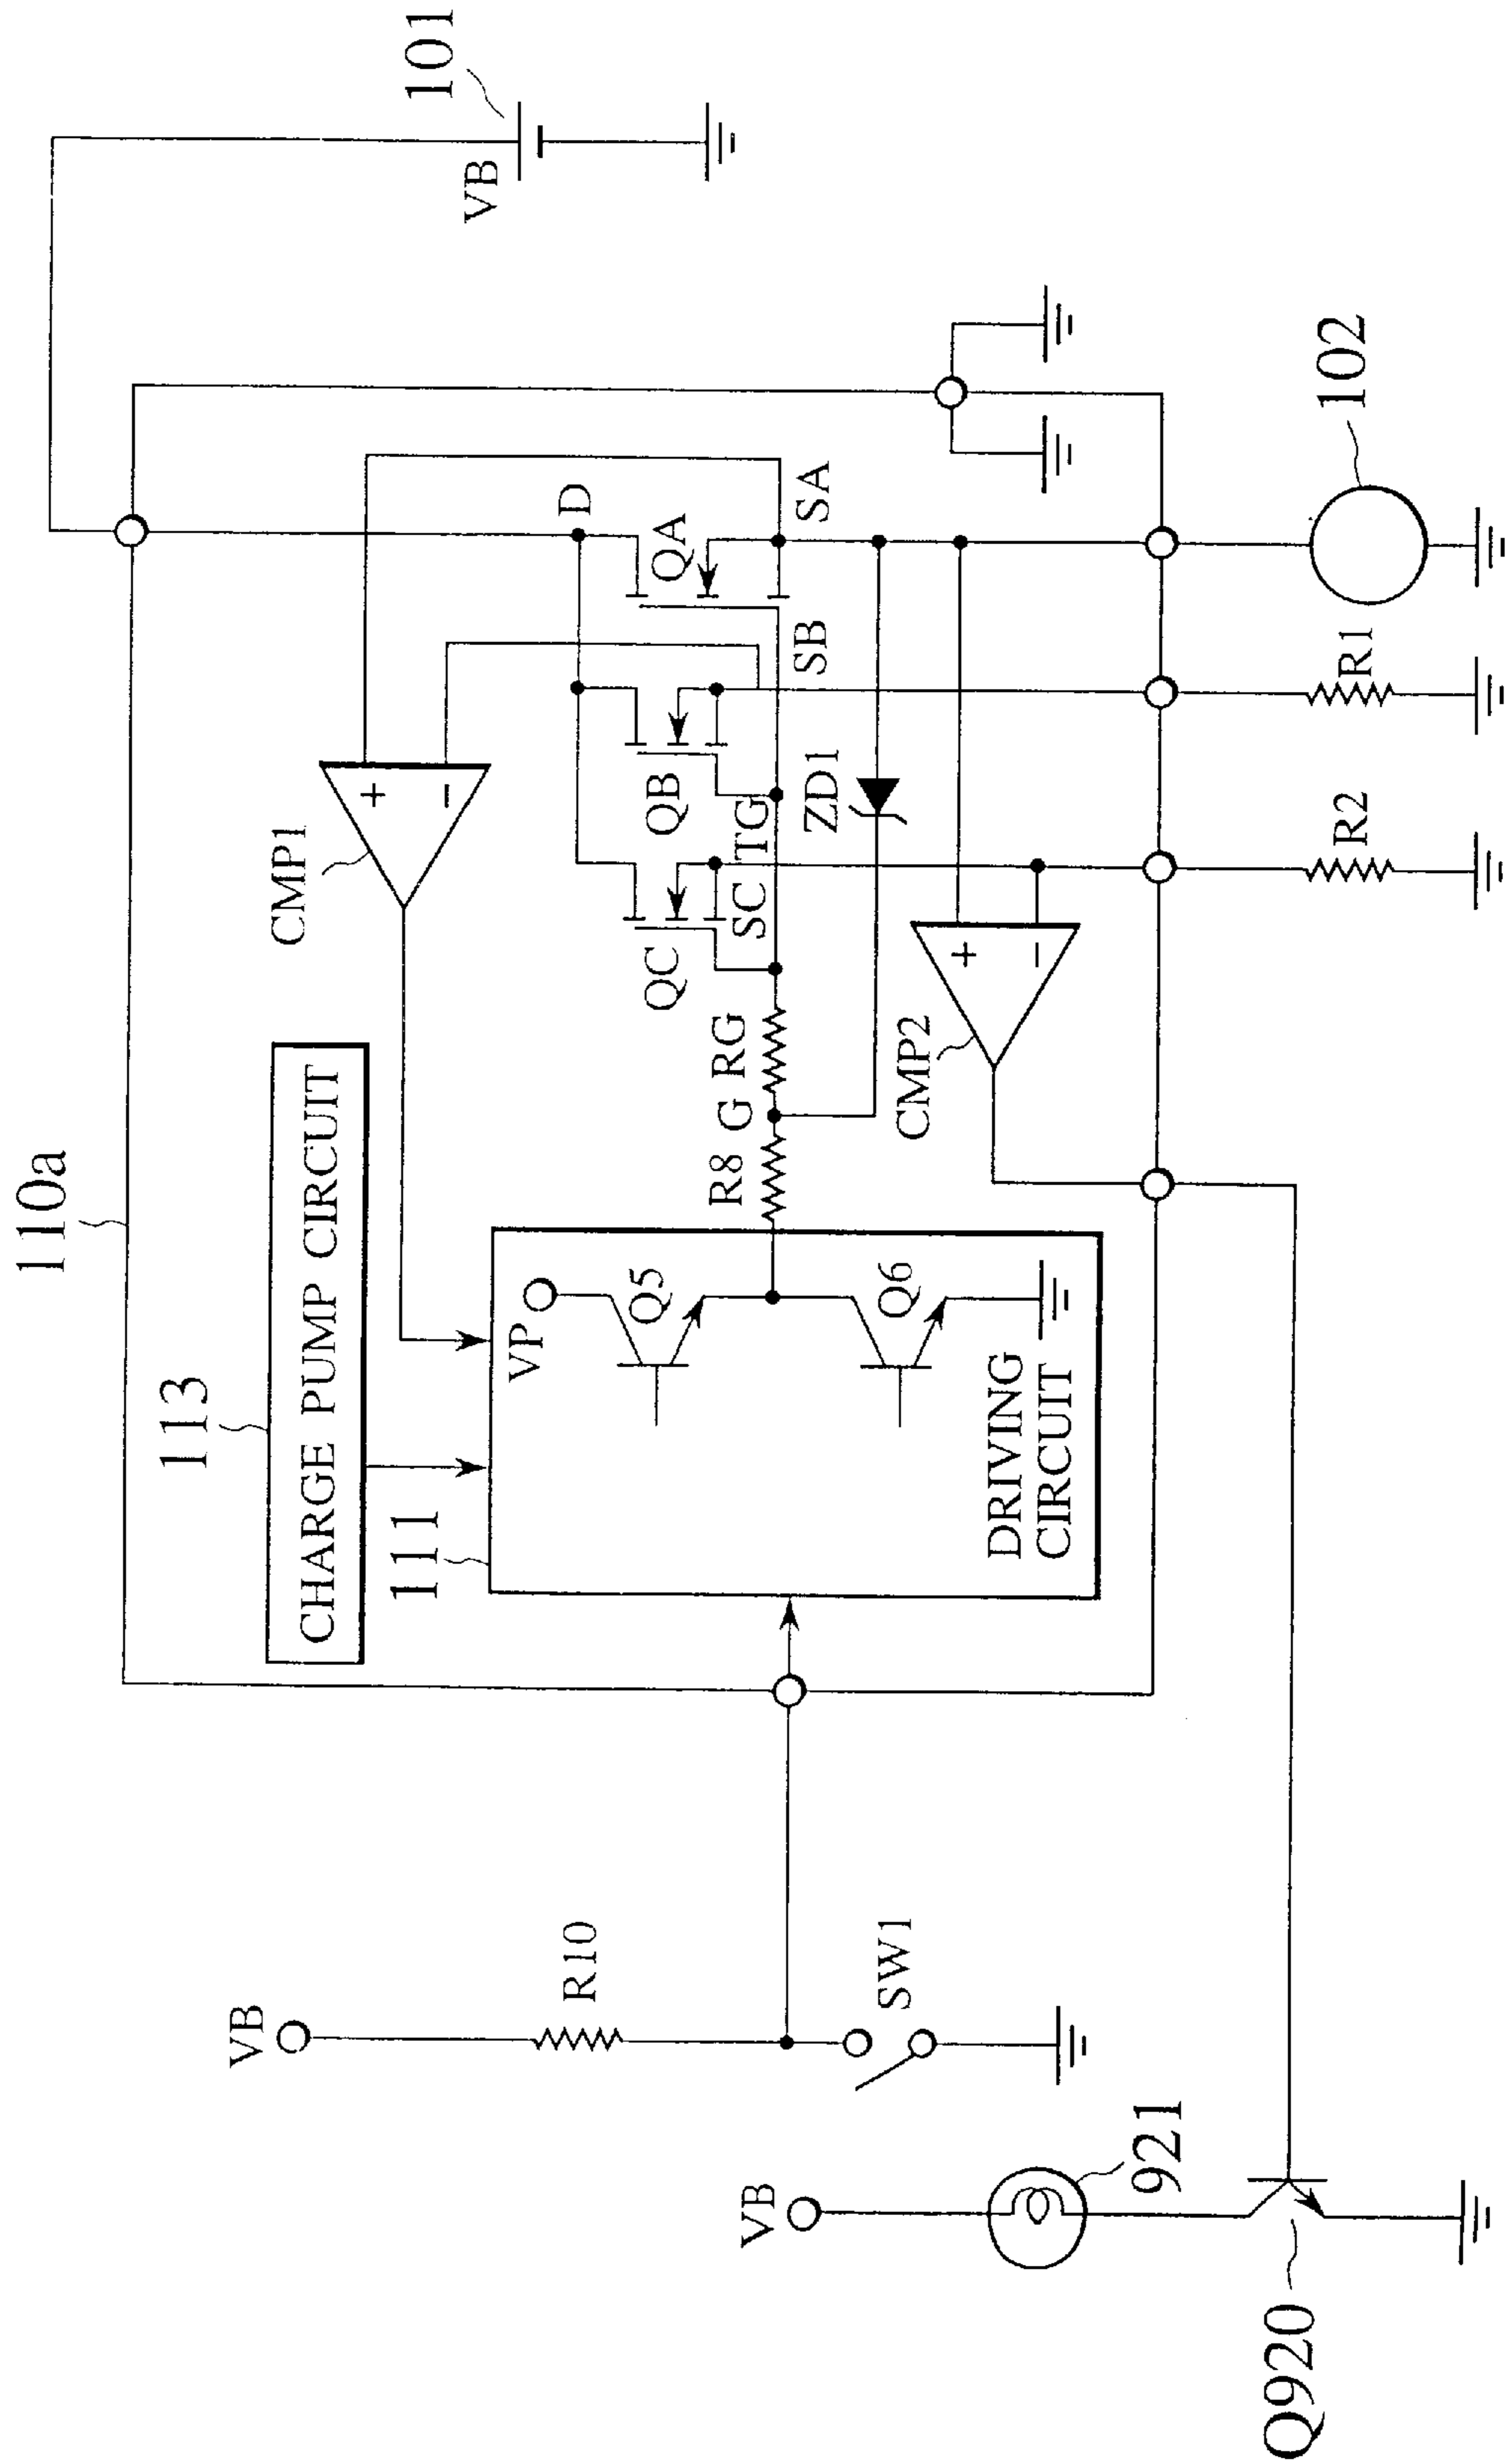 110a
101
VB
113
CHARGE PUMP CIRCUIT
CMP1
+
−
D
QA
SA
QB
SB
QC
SC
TG
111
VP
Q5
Q6
DRIVING
CIRCUIT
R8
G
RG
ZD1
CMP2
+
−
102
R1
R2
VB
R10
SW1
VB
921
Q920